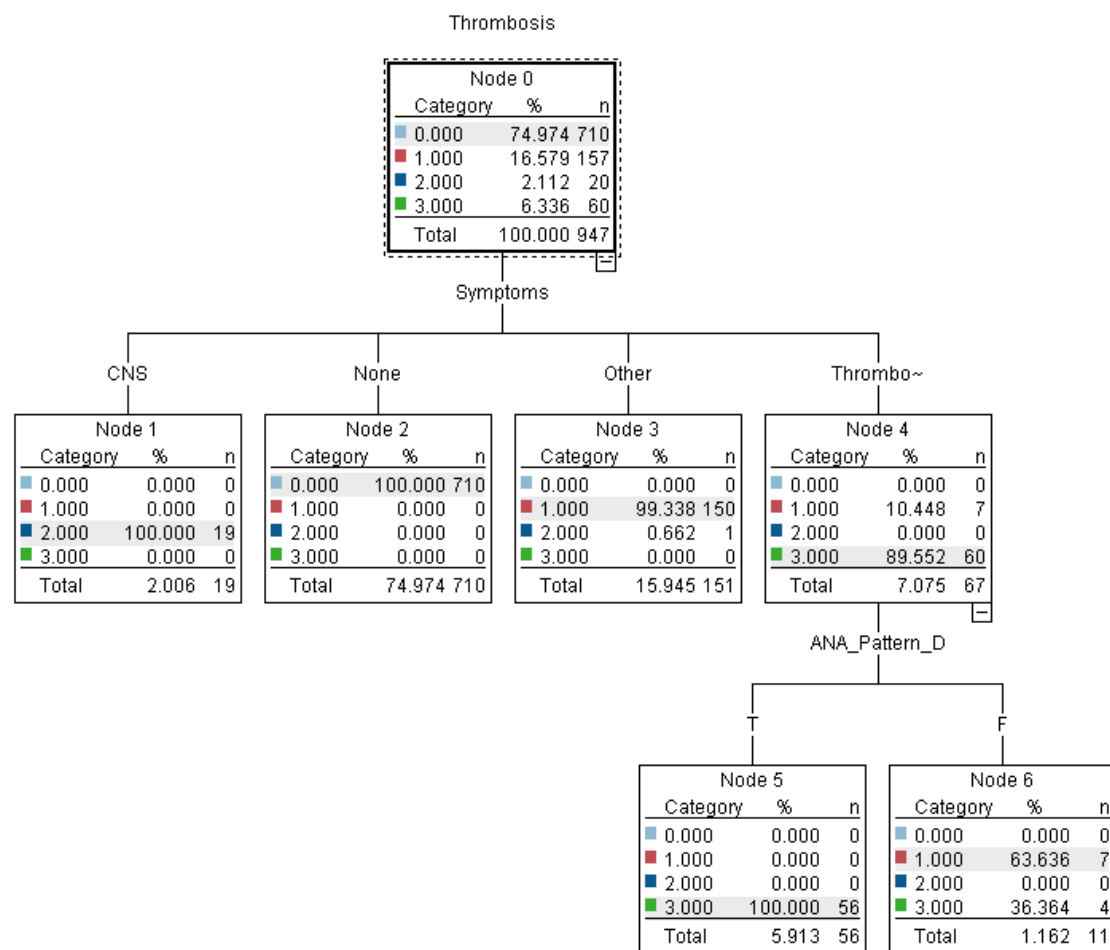 Thrombosis
Node 0
Category % n
0.000 74.974 710
1.000 16.579 157
2.000 2.112 20
3.000 6.336 60
Total 100.000 947
Symptoms
CNS
None
Other
Thrombo~
Node 1
Category % n
0.000 0.000 0
1.000 0.000 0
2.000 100.000 19
3.000 0.000 0
Total 2.006 19
Node 2
Category % n
0.000 100.000 710
1.000 0.000 0
2.000 0.000 0
3.000 0.000 0
Total 74.974 710
Node 3
Category % n
0.000 0.000 0
1.000 99.338 150
2.000 0.662 1
3.000 0.000 0
Total 15.945 151
Node 4
Category % n
0.000 0.000 0
1.000 10.448 7
2.000 0.000 0
3.000 89.552 60
Total 7.075 67
ANA_Pattern_D
T
F
Node 5
Category % n
0.000 0.000 0
1.000 0.000 0
2.000 0.000 0
3.000 100.000 56
Total 5.913 56
Node 6
Category % n
0.000 0.000 0
1.000 63.636 7
2.000 0.000 0
3.000 36.364 4
Total 1.162 11